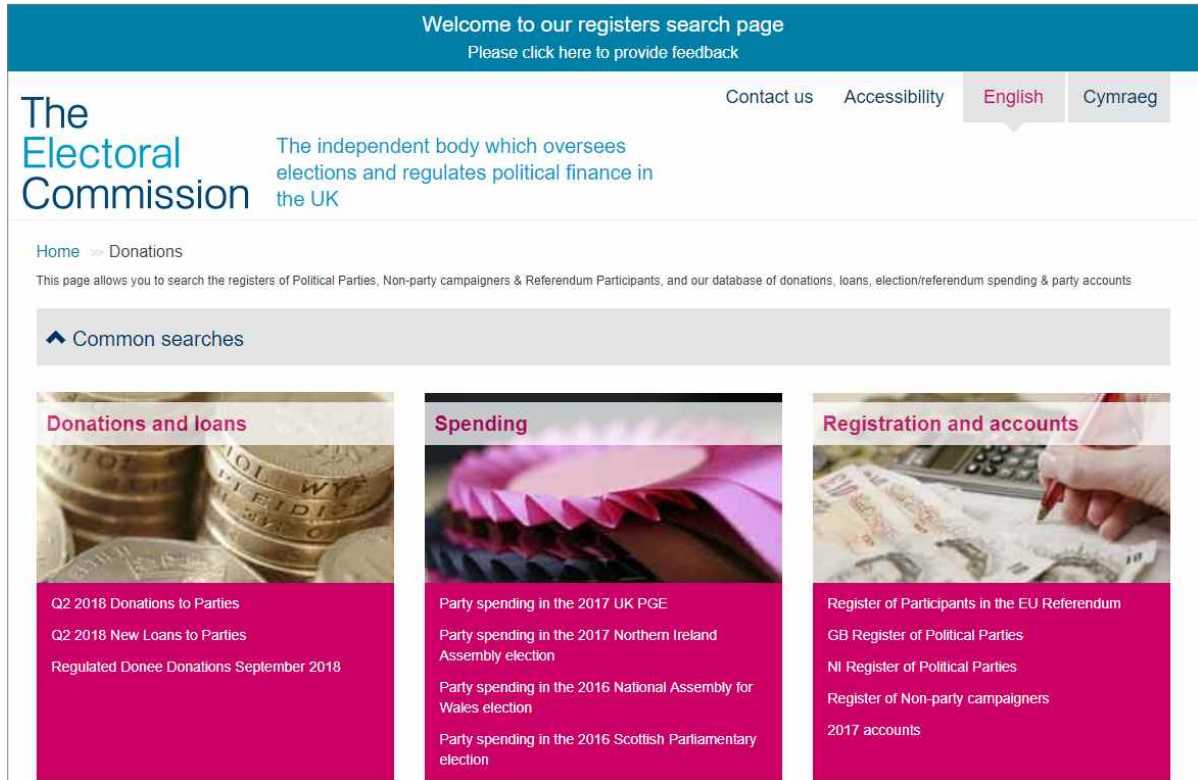 Welcome to our registers search page
Please click here to provide feedback
Contact us
Accessibility
English
Cymraeg
The
Electoral
Commission
The independent body which oversees
elections and regulates political finance in
the UK
Home >> Donations
This page allows you to search the registers of Political Parties, Non-party campaigners & Referendum Participants, and our database of donations, loans, election/referendum spending & party accounts
Common searches
Donations and loans
Q2 2018 Donations to Parties
Q2 2018 New Loans to Parties
Regulated Donee Donations September 2018
Spending
Party spending in the 2017 UK PGE
Party spending in the 2017 Northern Ireland
Assembly election
Party spending in the 2016 National Assembly for
Wales election
Party spending in the 2016 Scottish Parliamentary
election
Registration and accounts
Register of Participants in the EU Referendum
GB Register of Political Parties
NI Register of Political Parties
Register of Non-party campaigners
2017 accounts